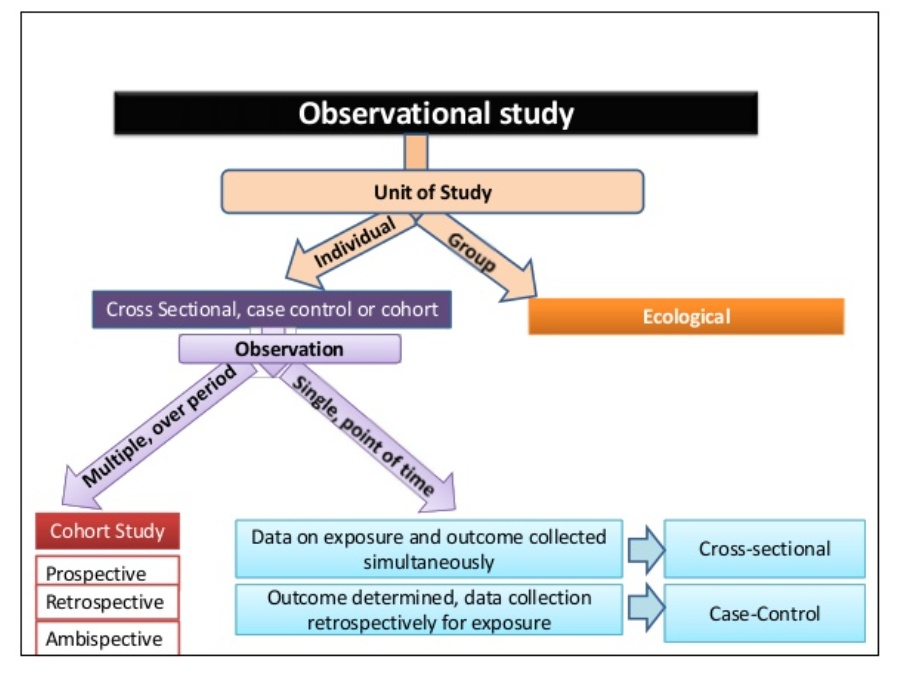 Observational study
Unit of Study
Individual
Group
Cross Sectional, case control or cohort
Ecological
Observation
Multiple, over period
Single, point of time
Cohort Study
Prospective
Retrospective
Ambispective
Data on exposure and outcome collected
simultaneously
Cross-sectional
Outcome determined, data collection
retrospectively for exposure
Case-Control